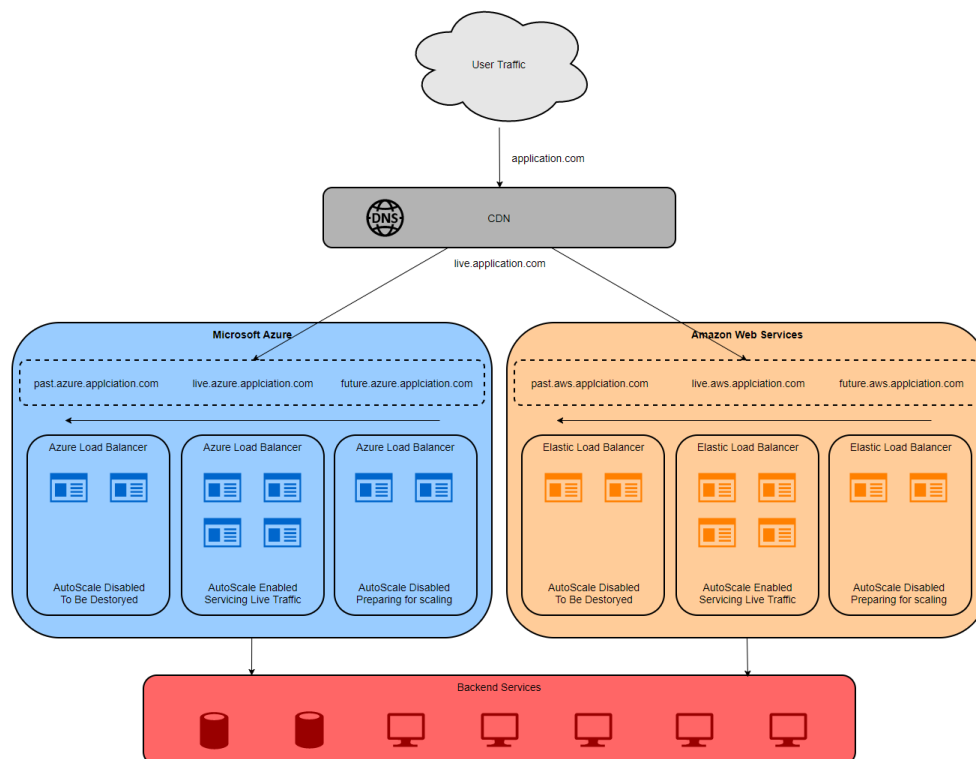 User Traffic
application.com
DNS
CDN
live.application.com
Microsoft Azure
past.azure.applciation.com
live.azure.applciation.com
future.azure.applciation.com
Azure Load Balancer
AutoScale Disabled
To Be Destoryed
Azure Load Balancer
AutoScale Enabled
Servicing Live Traffic
Azure Load Balancer
AutoScale Disabled
Preparing for scaling
Amazon Web Services
past.aws.applciation.com
live.aws.applciation.com
future.aws.applciation.com
Elastic Load Balancer
AutoScale Disabled
To Be Destoryed
Elastic Load Balancer
AutoScale Enabled
Servicing Live Traffic
Elastic Load Balancer
AutoScale Disabled
Preparing for scaling
Backend Services